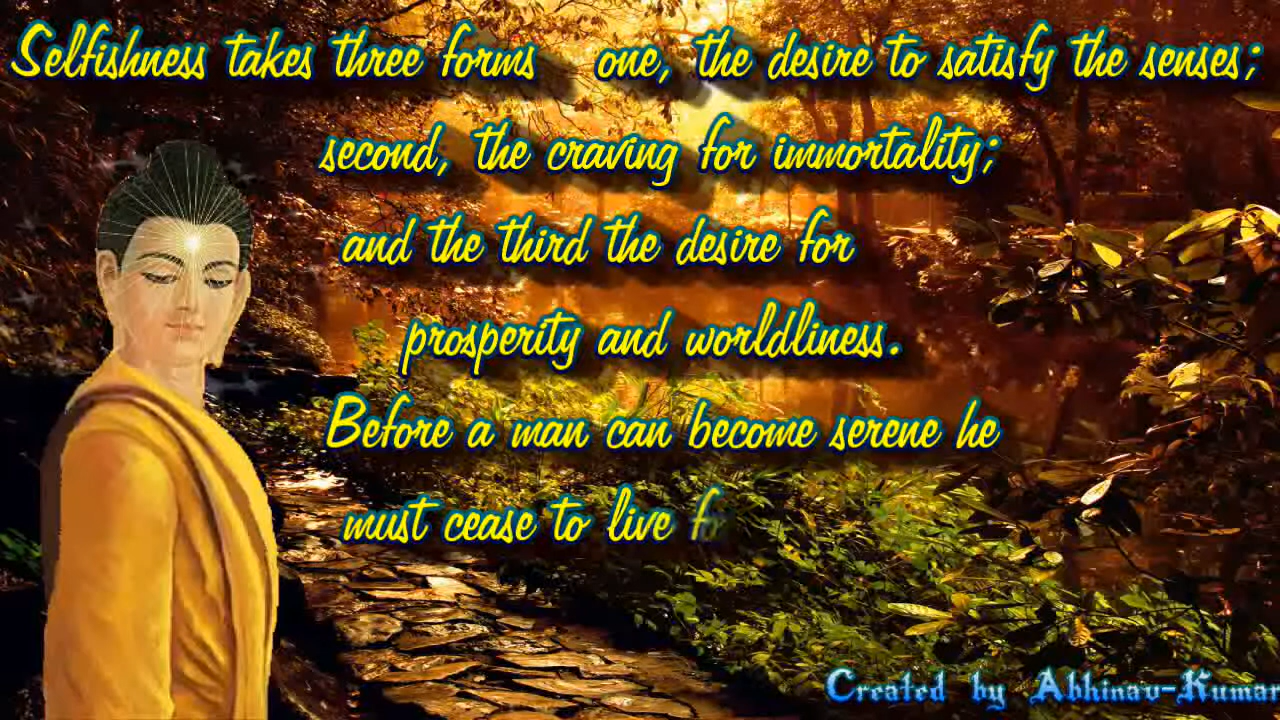 Selfishness takes three forms one, the desire to satisfy the senses;
second, the craving for immortality;
and the third the desire for
prosperity and worldliness.
Before a man can become serene he
must cease to live
Created by Abhinav-Kumar